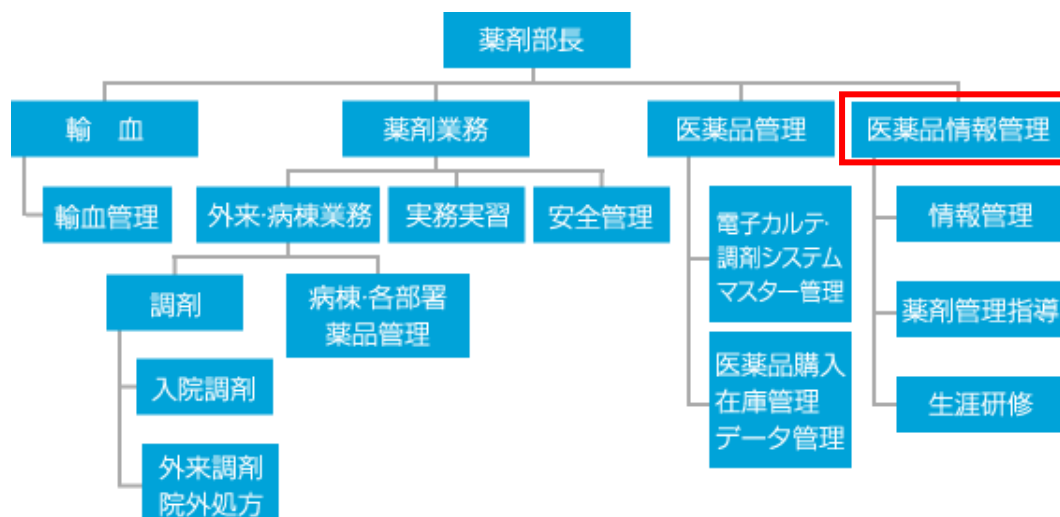 薬剤部長
輸 血
薬剤業務
医薬品管理
医薬品情報管理
輸血管理
外来・病棟業務
実務実習
安全管理
電子カルテ・
調剤システム
マスター管理
情報管理
調剤
病棟・各部署
薬品管理
薬剤管理指導
入院調剤
医薬品購入
在庫管理
データ管理
生涯研修
外来調剤
院外処方